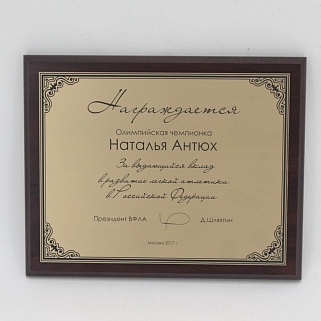 Награждается
Олимпийская чемпионка
Наталья Антюх
За выдающийся вклад
в развитие легкой атлетики
в Российской Федерации
Президент ВФЛА Д.Шляхтин
Москва 2017 г.